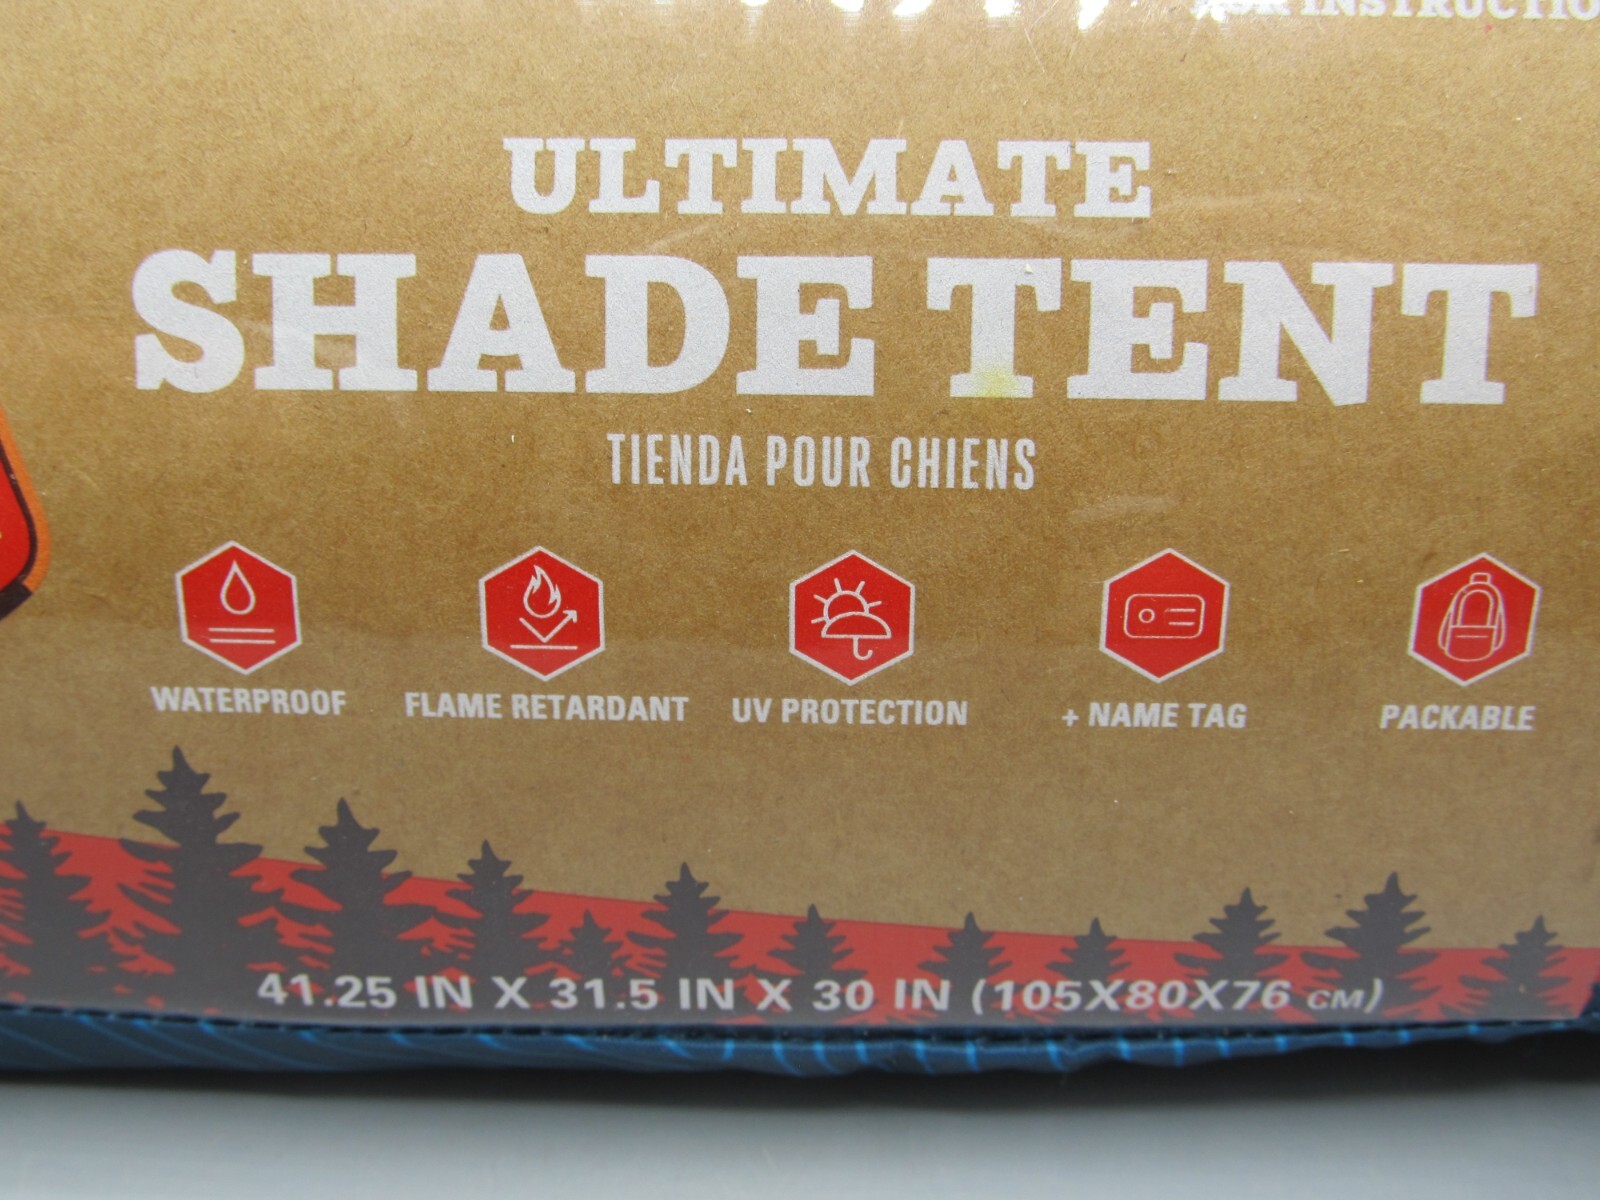 INSTRUCTIO
ULTIMATE
SHADE TENT
TIENDA POUR CHIENS
WATERPROOF
FLAME RETARDANT
UV PROTECTION
+ NAME TAG
PACKABLE
41.25 IN X 31.5 IN X 30 IN (105X80X76 CM)